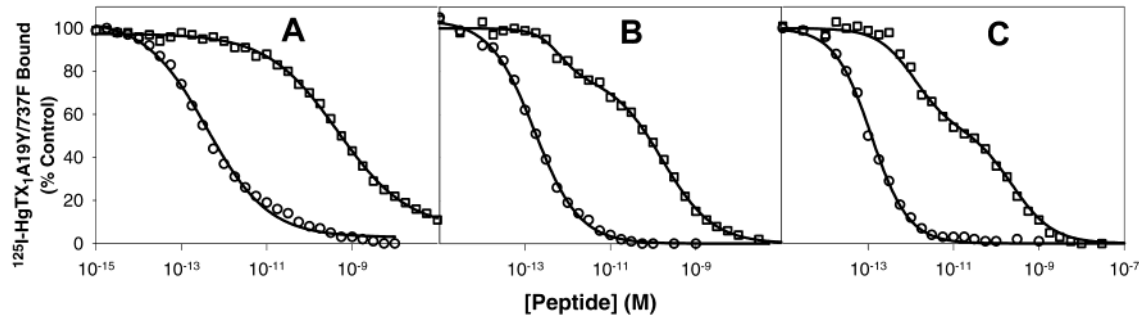 A
B
C
¹²⁵I-HgTX₁A19Y/737F Bound
(% Control)
100
80
60
40
20
0
10⁻¹⁵ 10⁻¹³ 10⁻¹¹ 10⁻⁹ 10⁻¹³ 10⁻¹¹ 10⁻⁹ 10⁻¹³ 10⁻¹¹ 10⁻⁹ 10⁻⁷
[Peptide] (M)